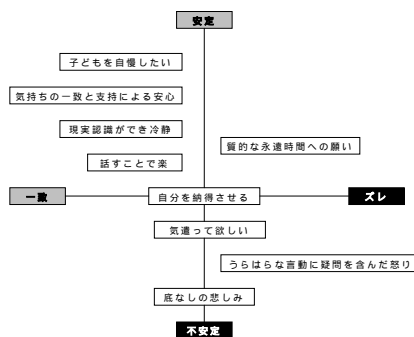 安定
子どもを自慢したい
気持ちの一致と支持による安心
現実認識ができ冷静
質的な永遠時間への願い
話すことで楽
一致
自分を納得させる
ズレ
気遣って欲しい
うらはらな言動に疑問を含んだ怒り
底なしの悲しみ
不安定